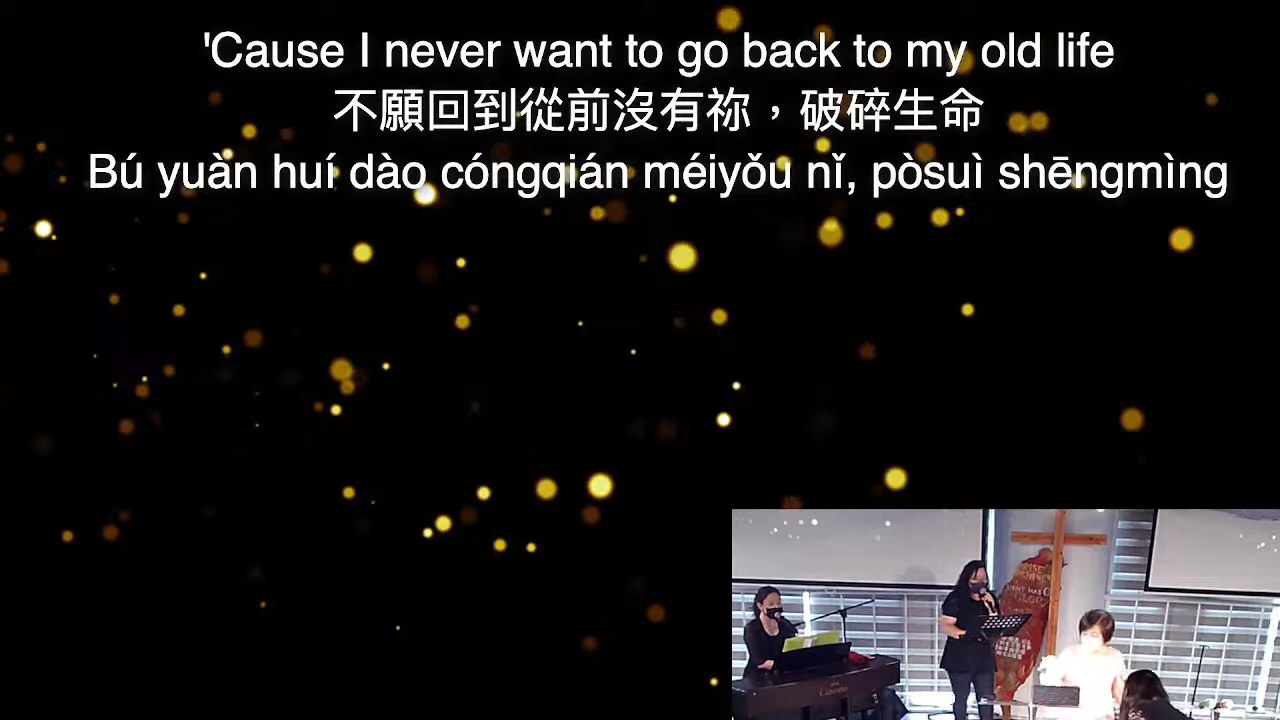 'Cause I never want to go back to my old life
不願回到從前沒有祢，破碎生命
Bú yuàn huí dào cóngqián méiyǒu nǐ, pòsuì shēngmìng